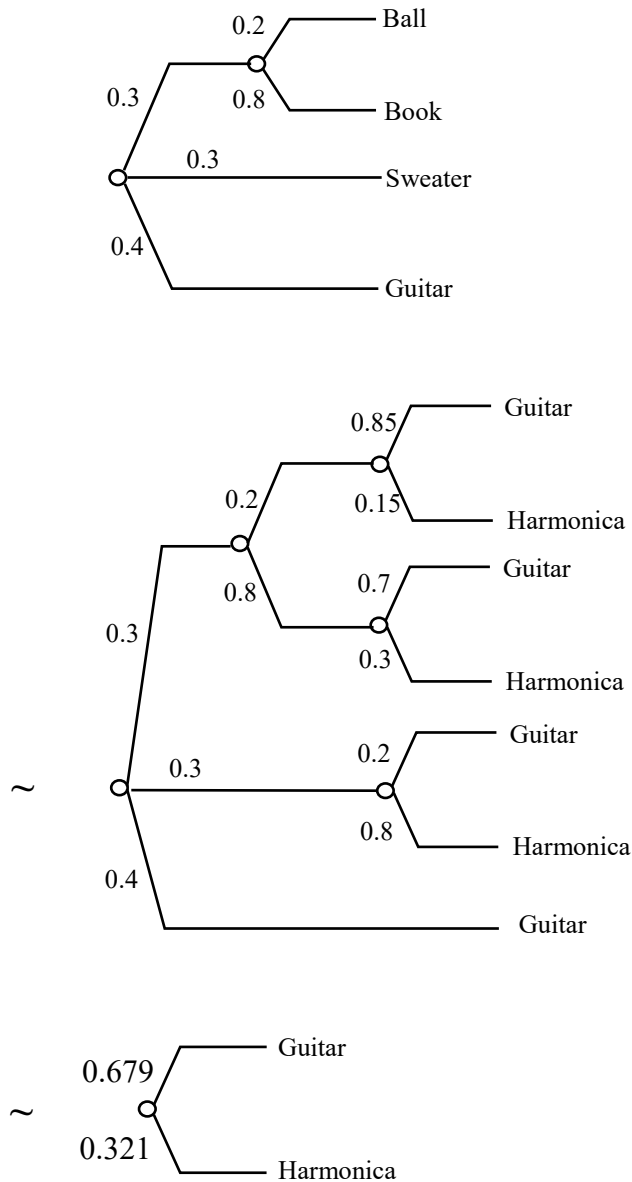 0.2 Ball
0.3 0.8 Book
0.3 Sweater
0.4 Guitar
0.85 Guitar
0.2 0.15 Harmonica
0.8 0.7 Guitar
0.3 0.3 Harmonica
0.2 Guitar
~ 0.3
0.8 Harmonica
0.4 Guitar
0.679 Guitar
~
0.321 Harmonica